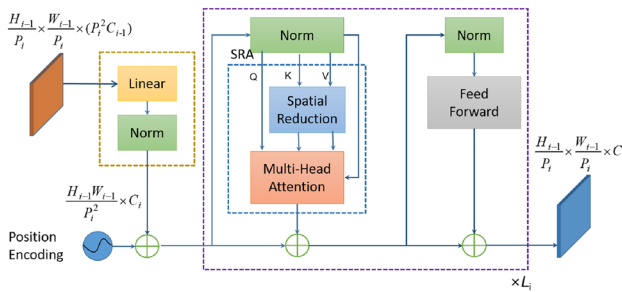 H_{i-1}/P_i × W_{i-1}/P_i × (P_i^2 C_{i-1})
Linear
Norm
H_{i-1}W_{i-1}/P_i^2 × C_i
Position
Encoding
Norm
SRA
Q K V
Spatial
Reduction
Multi-Head
Attention
Norm
Feed
Forward
H_{i-1}/P_i × W_{i-1}/P_i × C
×L_i